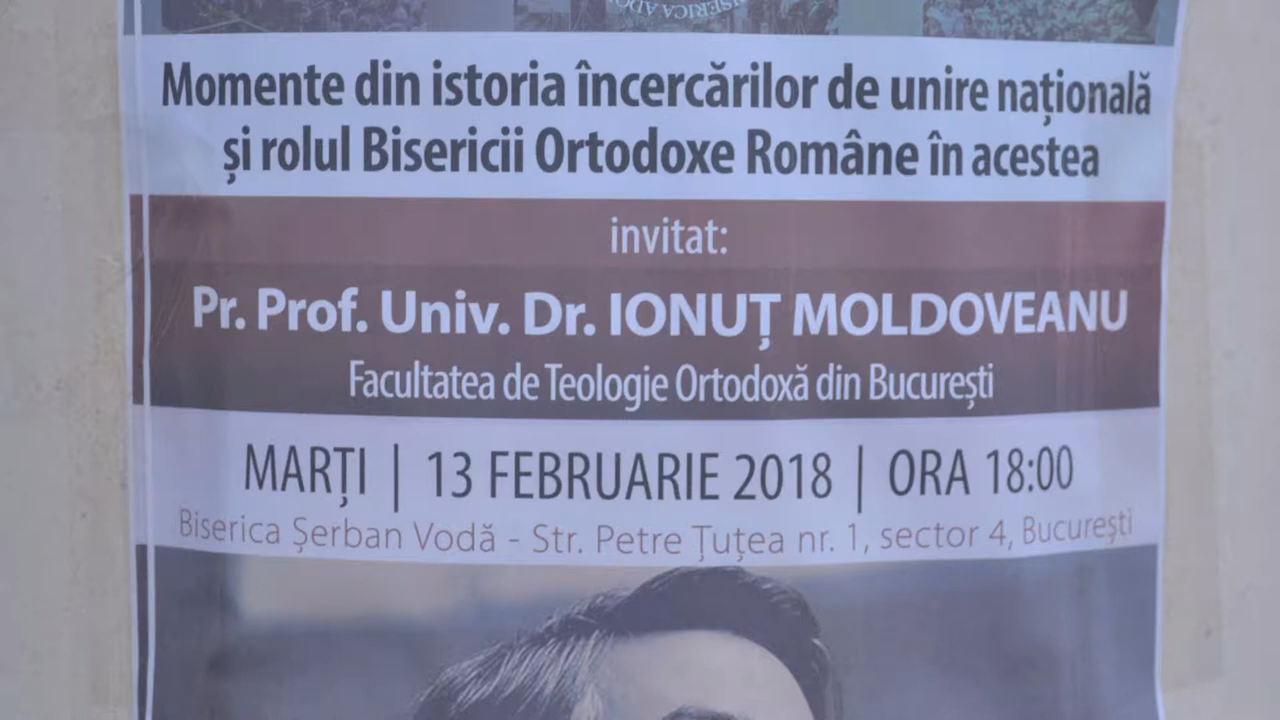 Momente din istoria încercărilor de unire națională
și rolul Bisericii Ortodoxe Române în acestea
invitat:
Pr. Prof. Univ. Dr. IONUȚ MOLDOVEANU
Facultatea de Teologie Ortodoxă din București
MARȚI | 13 FEBRUARIE 2018 | ORA 18:00
Biserica Șerban Vodă - Str. Petre Țuțea nr. 1, sector 4, București